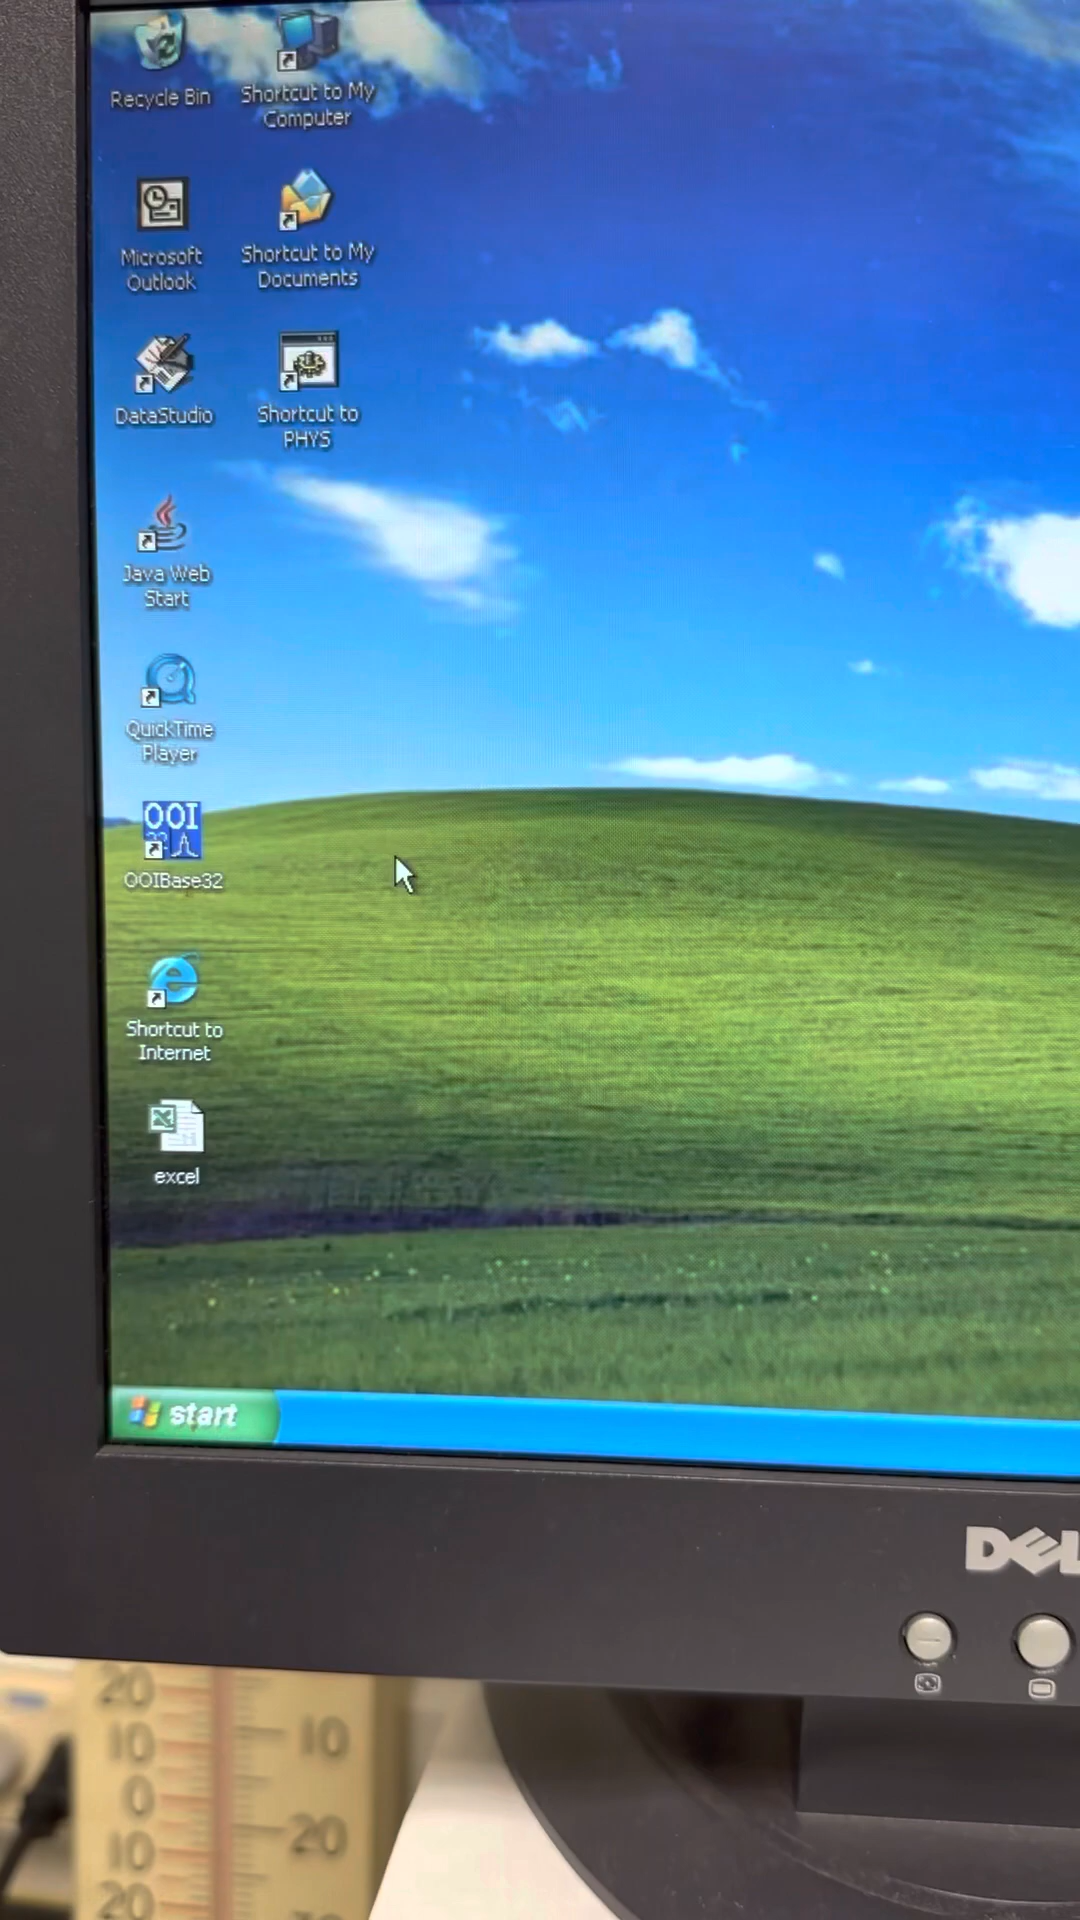 Recycle Bin
Shortcut to My
Computer
Microsoft
Outlook
Shortcut to My
Documents
DataStudio
Shortcut to
PHYS
Java Web
Start
QuickTime
Player
OOI
32
OOIBase32
Shortcut to
Internet
excel
start
20
10
0
10
20
10
20